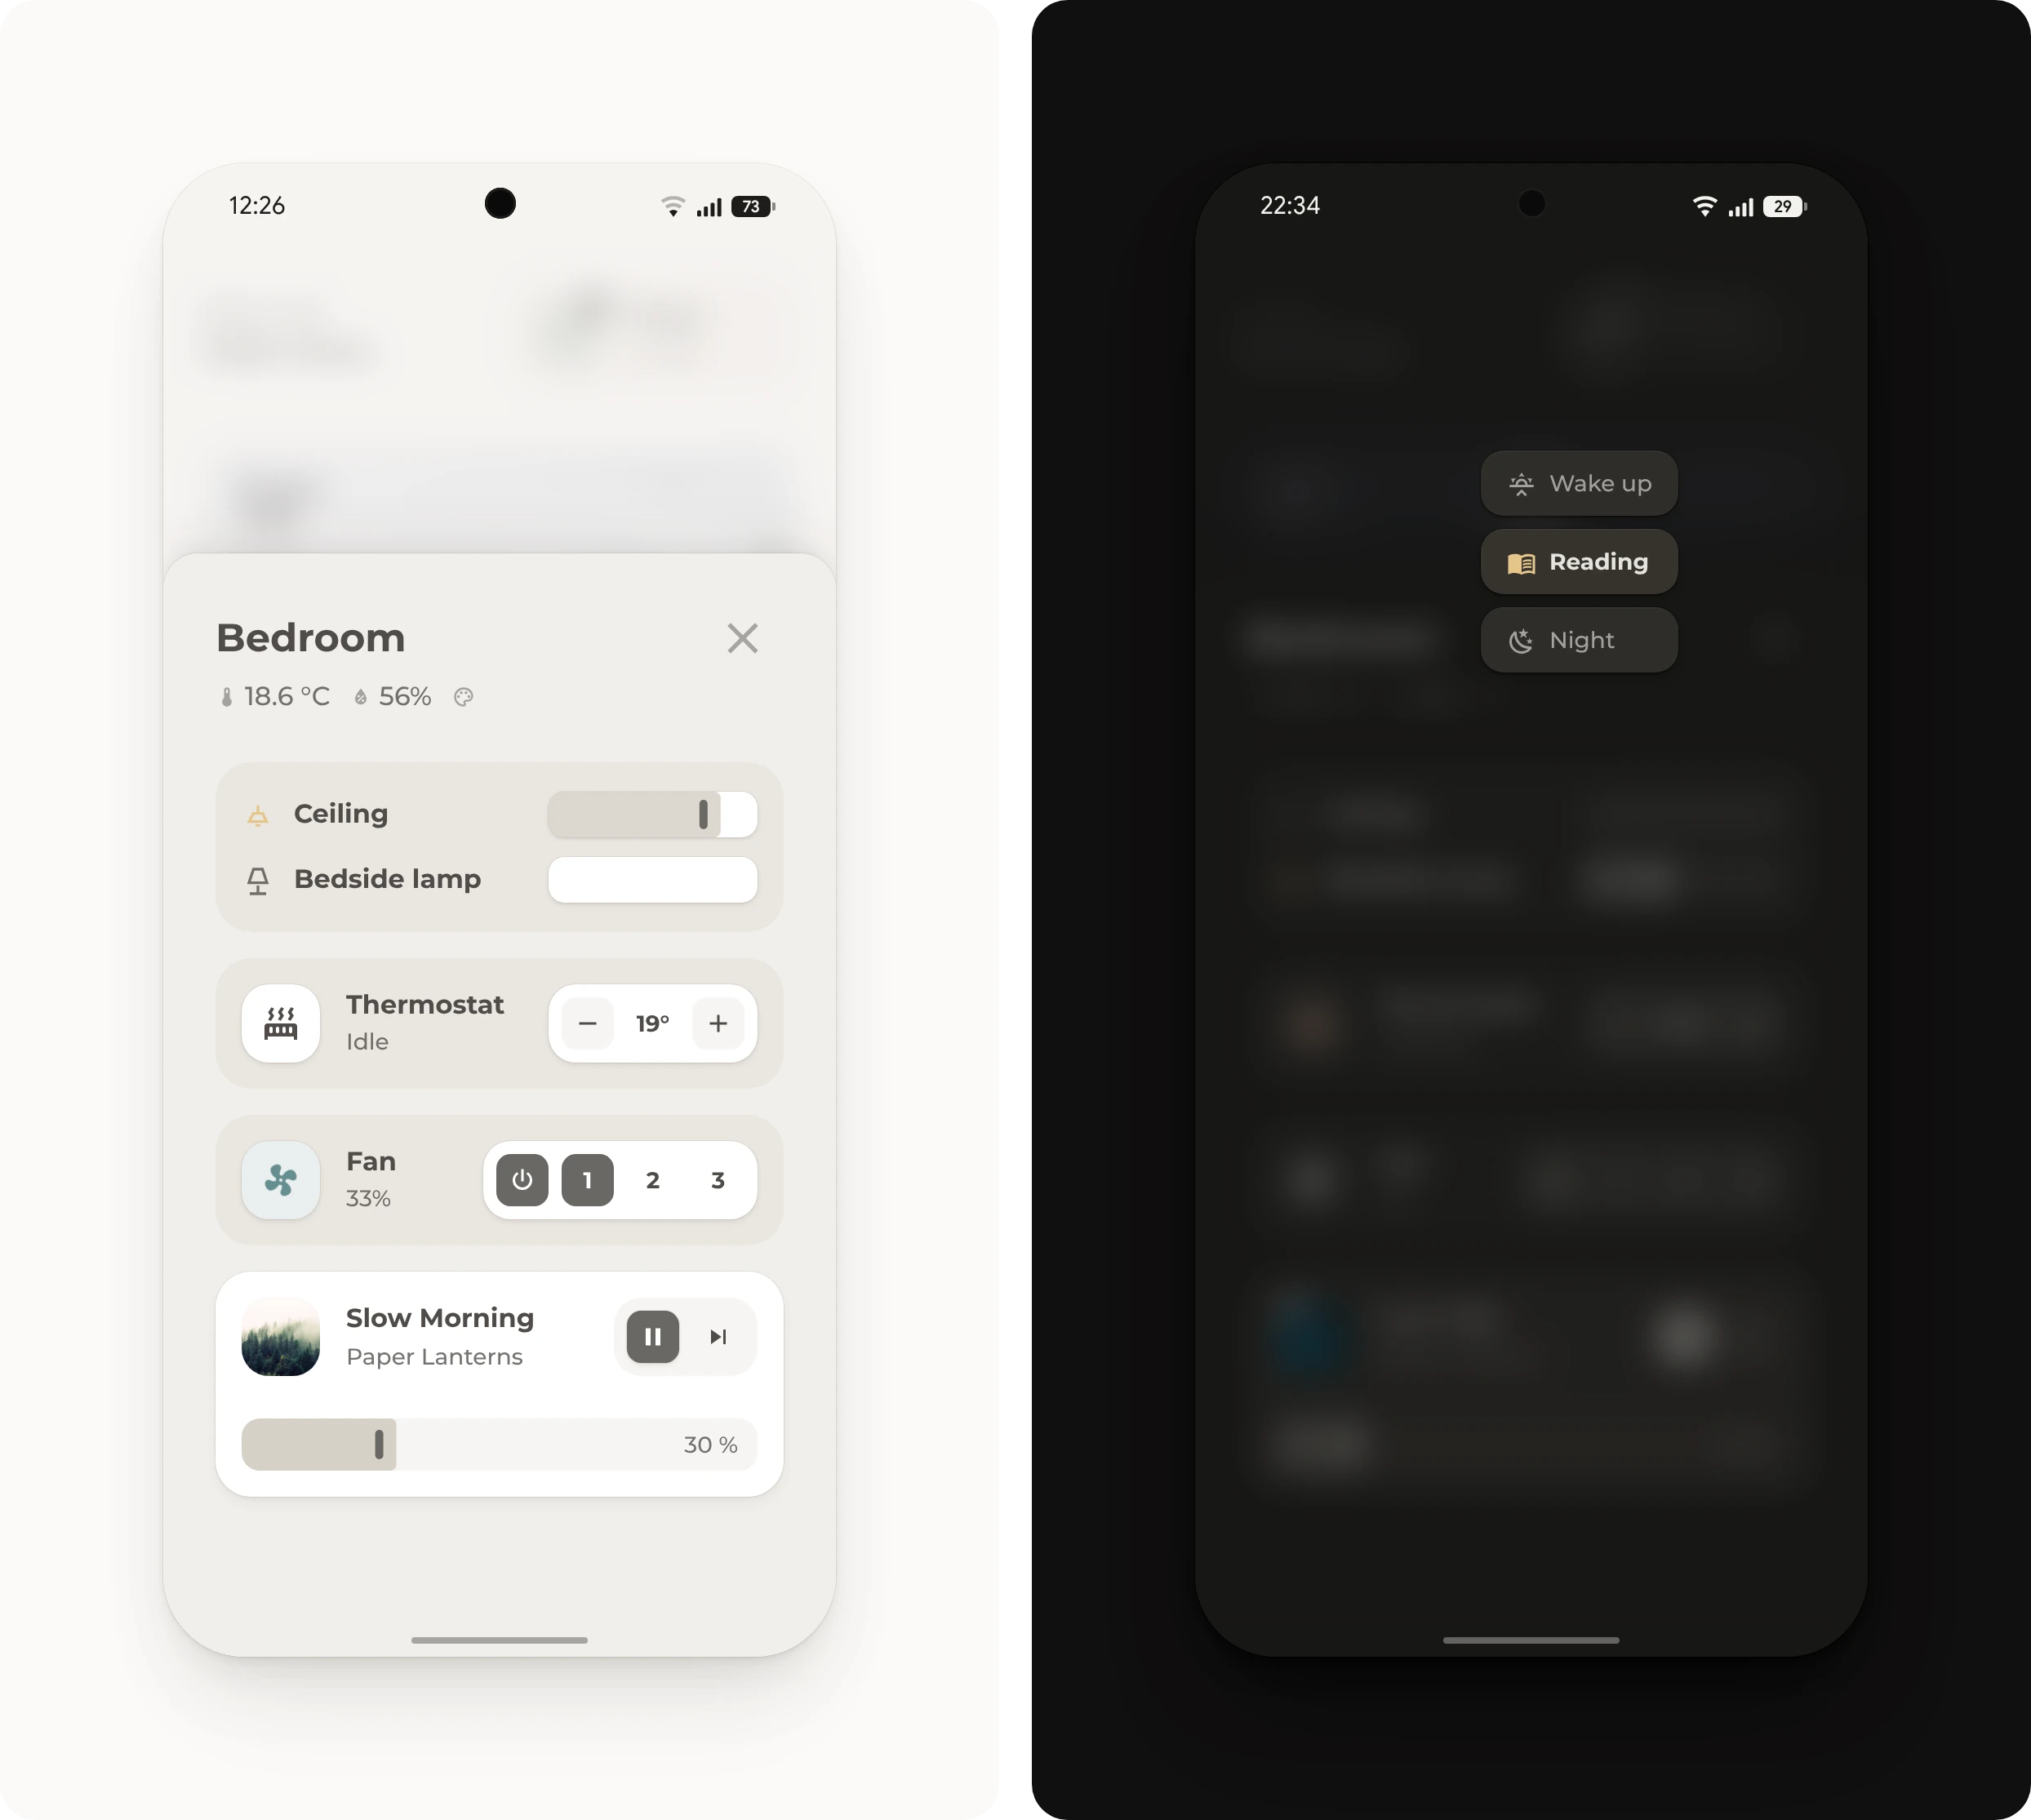 12:26
73
Bedroom
18.6 °C 56%
Ceiling
Bedside lamp
Thermostat
Idle
19°
Fan
33%
1 2 3
Slow Morning
Paper Lanterns
30 %
22:34
29
Wake up
Reading
Night